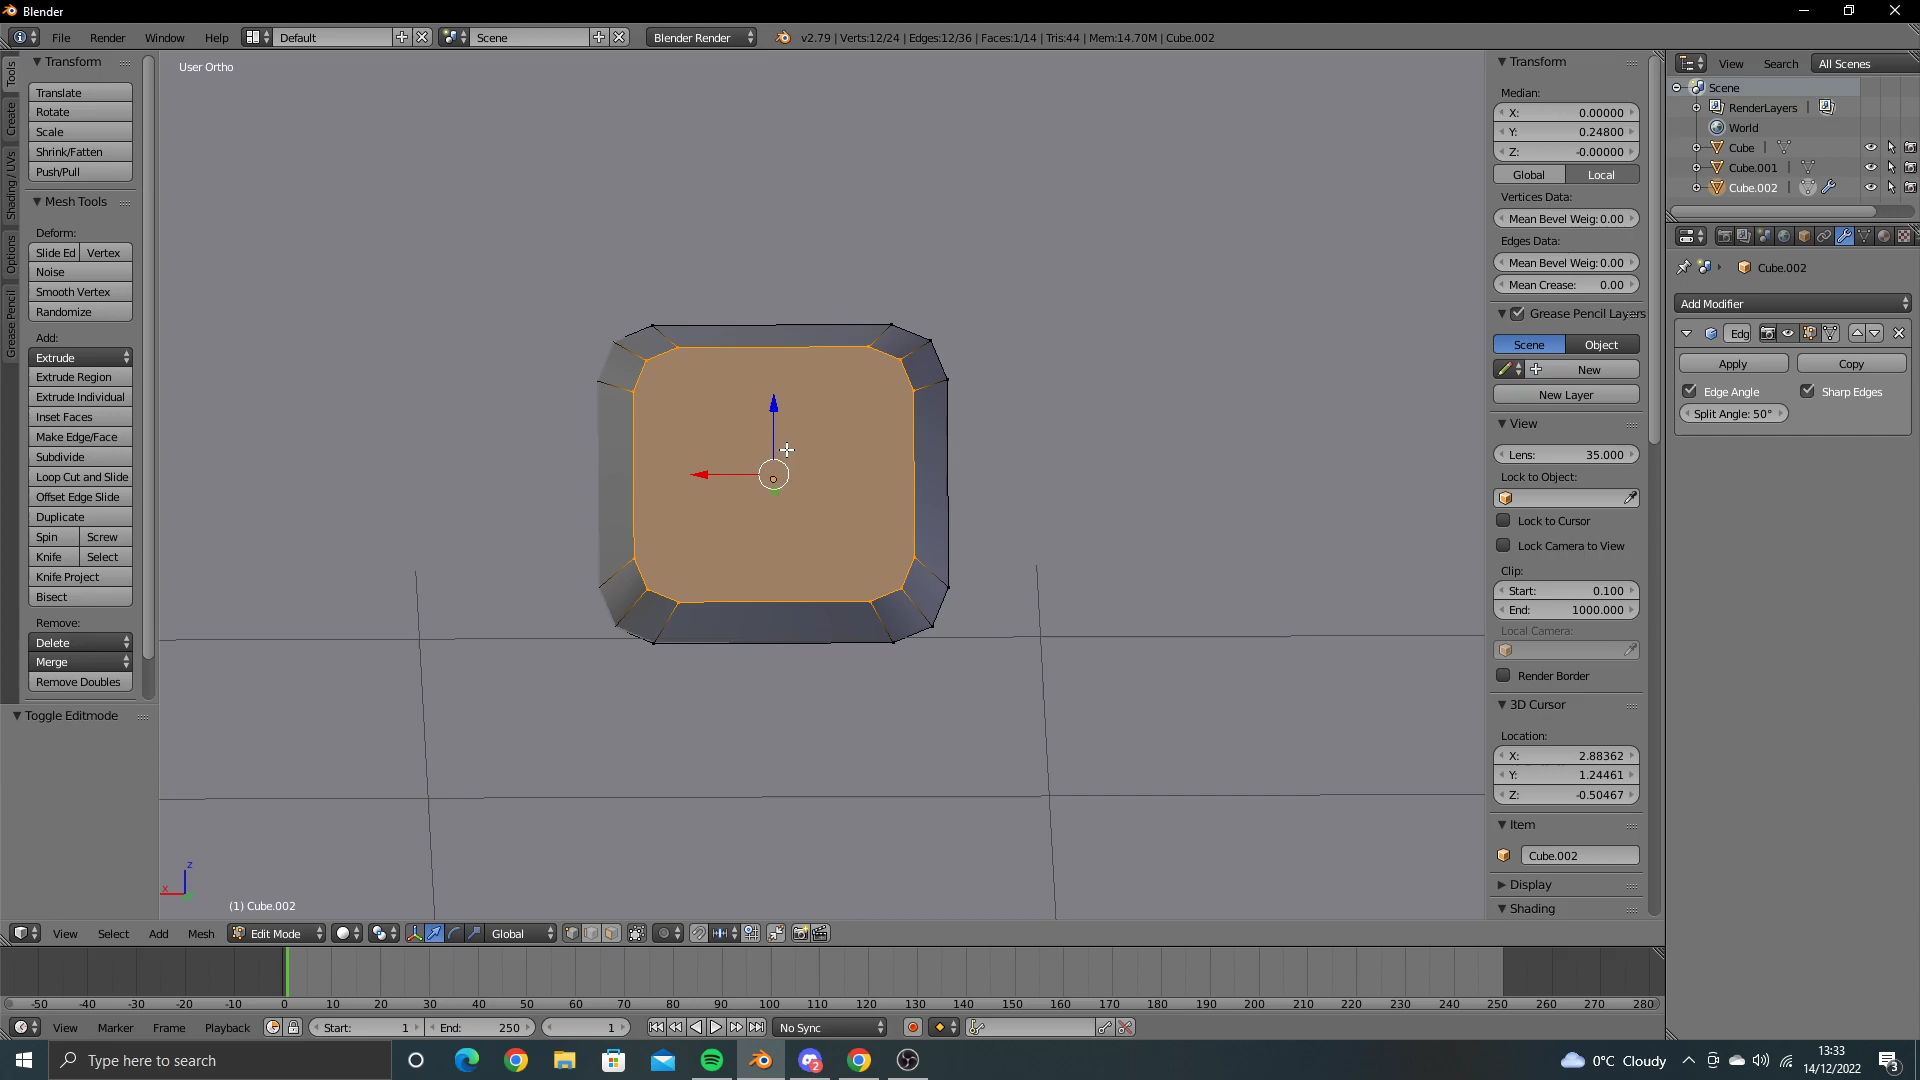 Blender
File
Render
Window
Help
Default
Scene
Blender Render
v2.79 | Verts:12/24 | Edges:12/36 | Faces:1/14 | Tris:44 | Mem:14.70M | Cube.002
Tools
Create
Shading / UVs
Options
Grease Pencil
Transform
Translate
Rotate
Scale
Shrink/Fatten
Push/Pull
Mesh Tools
Deform:
Slide Ed
Vertex
Noise
Smooth Vertex
Randomize
Add:
Extrude
Extrude Region
Extrude Individual
Inset Faces
Make Edge/Face
Subdivide
Loop Cut and Slide
Offset Edge Slide
Duplicate
Spin
Screw
Knife
Select
Knife Project
Bisect
Remove:
Delete
Merge
Remove Doubles
Toggle Editmode
User Ortho
z
x
(1) Cube.002
Transform
Median:
X: 0.00000
Y: 0.24800
Z: -0.00000
Global
Local
Vertices Data:
Mean Bevel Weig: 0.00
Edges Data:
Mean Bevel Weig: 0.00
Mean Crease: 0.00
Grease Pencil Layers
Scene
Object
New
New Layer
View
Lens: 35.000
Lock to Object:
Lock to Cursor
Lock Camera to View
Clip:
Start: 0.100
End: 1000.000
Local Camera:
Render Border
3D Cursor
Location:
X: 2.88362
Y: 1.24461
Z: -0.50467
Item
Cube.002
Display
Shading
View
Search
All Scenes
Scene
RenderLayers
World
Cube
Cube.001
Cube.002
Cube.002
Add Modifier
Edg
Apply
Copy
Edge Angle
Sharp Edges
Split Angle: 50°
View
Select
Add
Mesh
Edit Mode
Global
-50 -40 -30 -20 -10 0 10 20 30 40 50 60 70 80 90 100 110 120 130 140 150 160 170 180 190 200 210 220 230 240 250 260 270 280
View
Marker
Frame
Playback
Start: 1
End: 250
1
No Sync
Type here to search
2
0°C Cloudy
13:33
14/12/2022
3